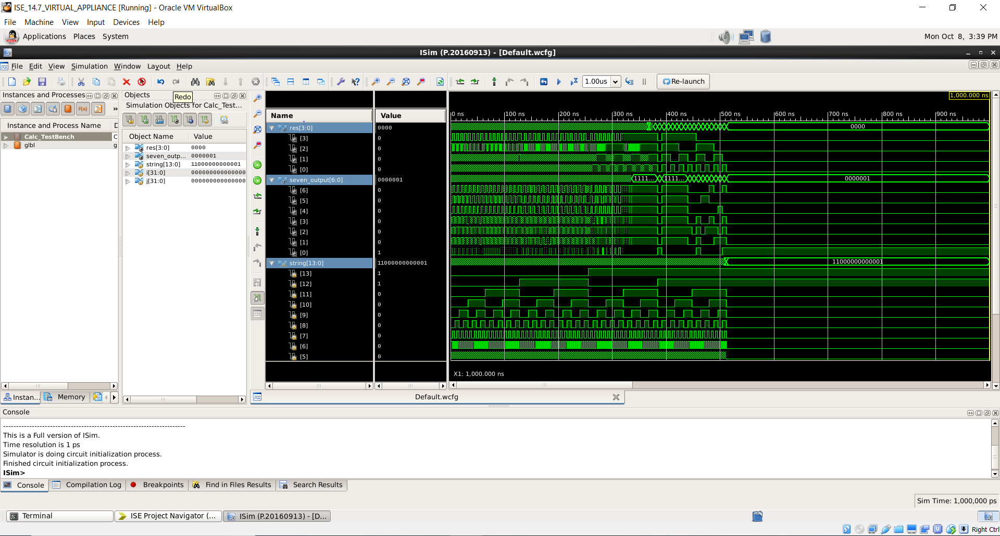 ISE_14.7_VIRTUAL_APPLIANCE [Running] - Oracle VM VirtualBox
File Machine View Input Devices Help
Applications Places System Mon Oct 8, 3:39 PM
ISim (P.20160913) - [Default.wcfg]
File Edit View Simulation Window Layout Help
1.00us Re-launch
Instances and Processes
Objects
Redo
Simulation Objects for Calc_Test...
f(x) »
Instance and Process Name D
Calc_TestBench C
glbl g
Object Name Value
res[3:0] 0000
seven_outp... 0000001
string[13:0] 11000000000001
i[31:0] 000000000000000
j[31:0] 000000000000000
Name Value
res[3:0] 0000
[3] 0
[2] 0
[1] 0
[0] 0
seven_output[6:0] 0000001
[6] 0
[5] 0
[4] 0
[3] 0
[2] 0
[1] 0
[0] 1
string[13:0] 11000000000001
[13] 1
[12] 1
[11] 0
[10] 0
[9] 0
[8] 0
[7] 0
[6] 0
[5] 0
1,000.000 ns
0 ns 100 ns 200 ns 300 ns 400 ns 500 ns 600 ns 700 ns 800 ns 900 ns
0000
1111... 1111... 0000001
11000000000001
X1: 1,000.000 ns
Instan... Memory
Default.wcfg
Console
----------------------------------------------------------------------
This is a Full version of ISim.
Time resolution is 1 ps
Simulator is doing circuit initialization process.
Finished circuit initialization process.
ISim>
Console Compilation Log Breakpoints Find in Files Results Search Results
Sim Time: 1,000,000 ps
Terminal ISE Project Navigator (... ISim (P.20160913) - [D...
Right Ctrl